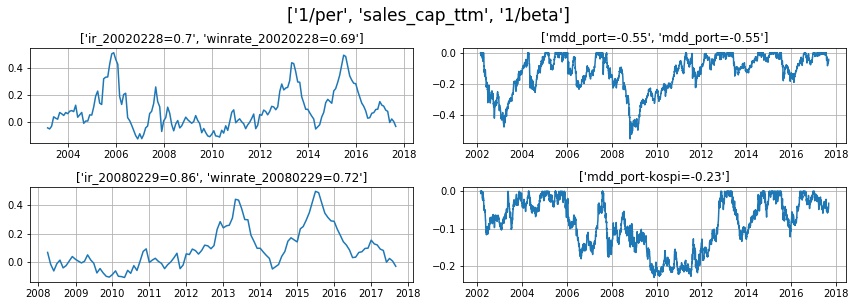 ['1/per', 'sales_cap_ttm', '1/beta']
['ir_20020228=0.7', 'winrate_20020228=0.69']
0.4
0.2
0.0
2004 2006 2008 2010 2012 2014 2016 2018
['mdd_port=-0.55', 'mdd_port=-0.55']
0.0
−0.2
−0.4
2002 2004 2006 2008 2010 2012 2014 2016 2018
['ir_20080229=0.86', 'winrate_20080229=0.72']
0.4
0.2
0.0
2008 2009 2010 2011 2012 2013 2014 2015 2016 2017 2018
['mdd_port-kospi=-0.23']
0.0
−0.1
−0.2
2002 2004 2006 2008 2010 2012 2014 2016 2018